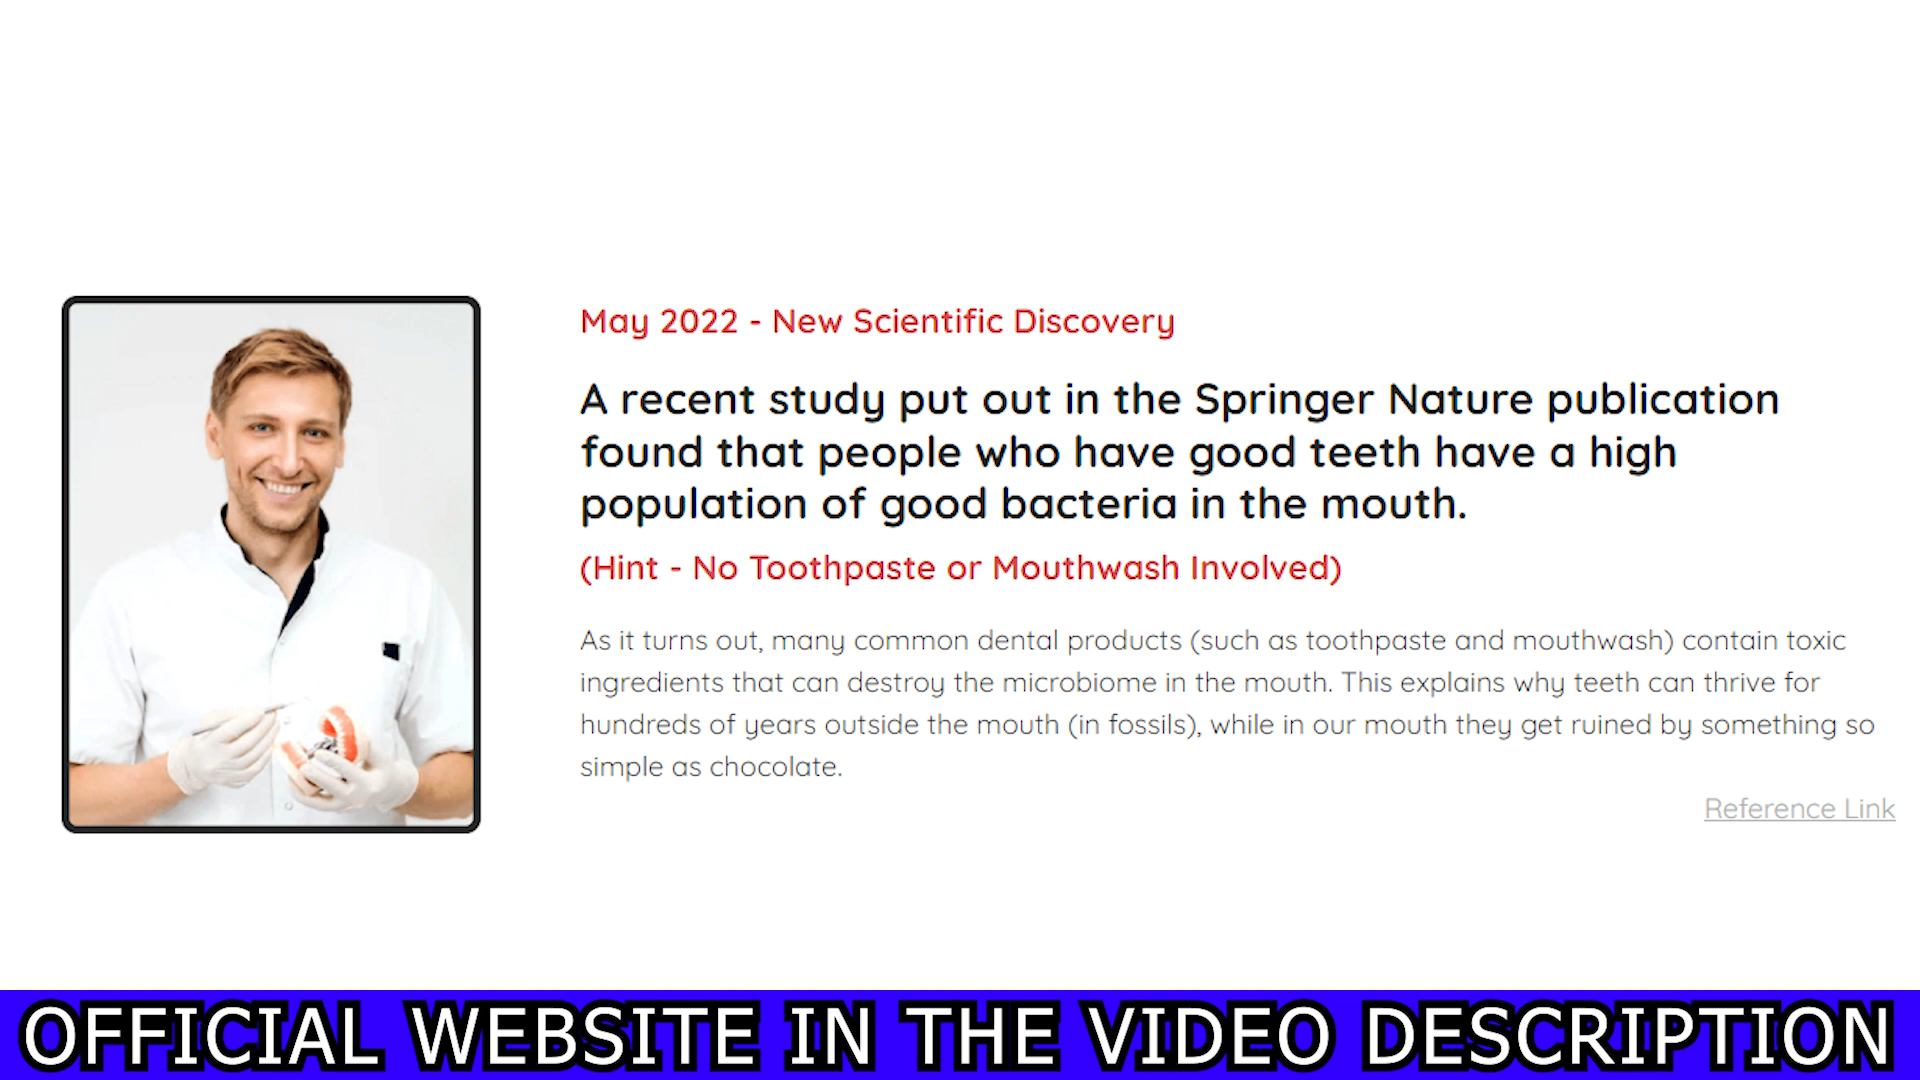 May 2022 - New Scientific Discovery
A recent study put out in the Springer Nature publication
found that people who have good teeth have a high
population of good bacteria in the mouth.
(Hint - No Toothpaste or Mouthwash Involved)
As it turns out, many common dental products (such as toothpaste and mouthwash) contain toxic
ingredients that can destroy the microbiome in the mouth. This explains why teeth can thrive for
hundreds of years outside the mouth (in fossils), while in our mouth they get ruined by something so
simple as chocolate.
Reference Link
OFFICIAL WEBSITE IN THE VIDEO DESCRIPTION